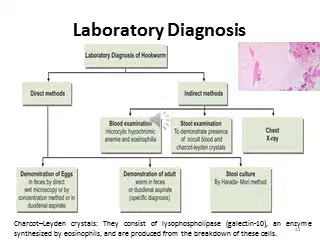 Laboratory Diagnosis
Laboratory Diagnosis of Hookworm
Direct methods
Indirect methods
Blood examination
microcytic hypochromic
anemia and eosinophilia
Stool examination
To demonstrate presence
of occult blood and
charcot-leyden crystals
Chest
X-ray
Demonstration of Eggs
in feces by direct
wet microscopy or by
concentration method or in
duodenal aspirate
Demonstration of adult
worm in feces
or duodenal aspirate
(specific diagnosis)
Stool culture
By Harada- Mori method
Charcot–Leyden crystals: They consist of lysophospholipase (galectin-10), an enzyme
synthesized by eosinophils, and are produced from the breakdown of these cells.